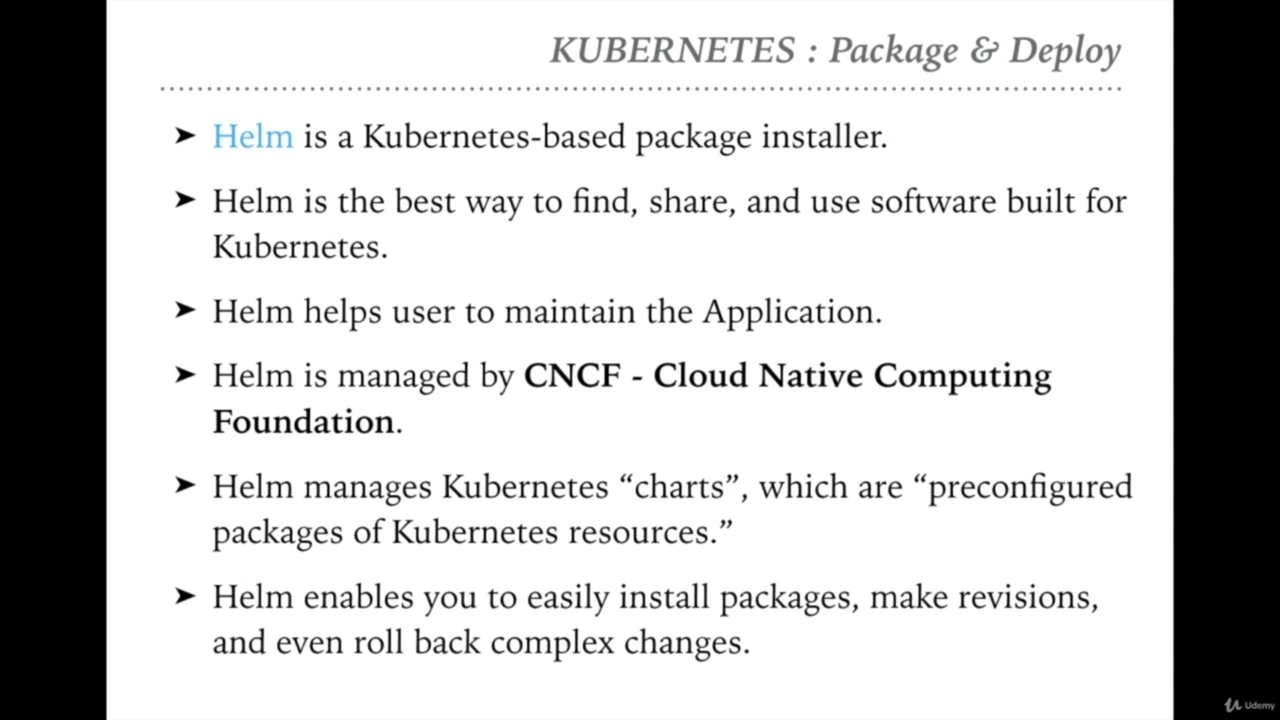 KUBERNETES : Package & Deploy
➤ Helm is a Kubernetes-based package installer.
➤ Helm is the best way to find, share, and use software built for
Kubernetes.
➤ Helm helps user to maintain the Application.
➤ Helm is managed by CNCF - Cloud Native Computing
Foundation.
➤ Helm manages Kubernetes “charts”, which are “preconfigured
packages of Kubernetes resources.”
➤ Helm enables you to easily install packages, make revisions,
and even roll back complex changes.
Udemy